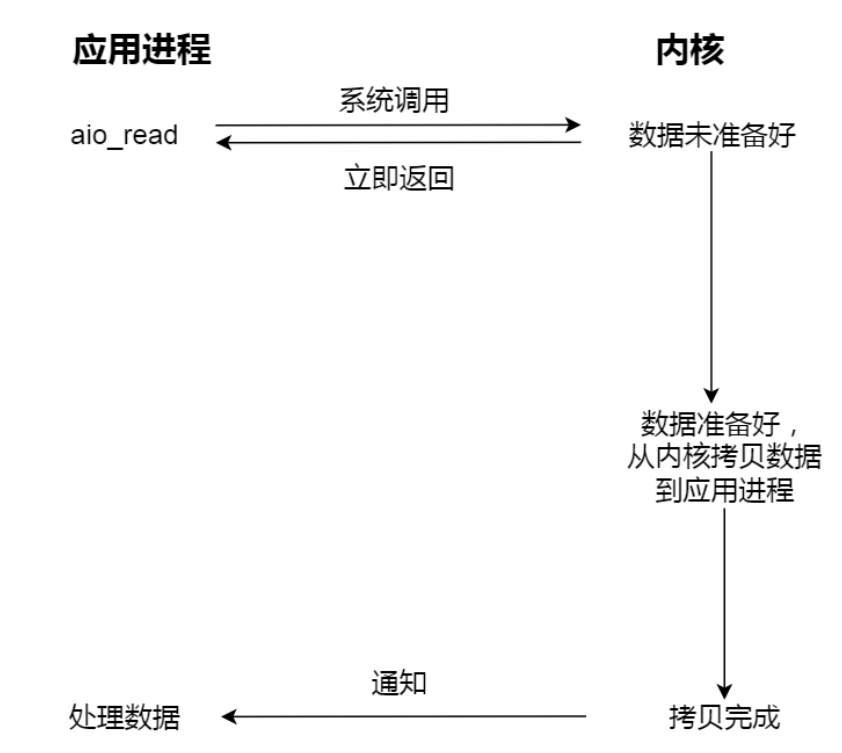 应用进程
内核
系统调用
aio_read
数据未准备好
立即返回
数据准备好，
从内核拷贝数据
到应用进程
通知
处理数据
拷贝完成